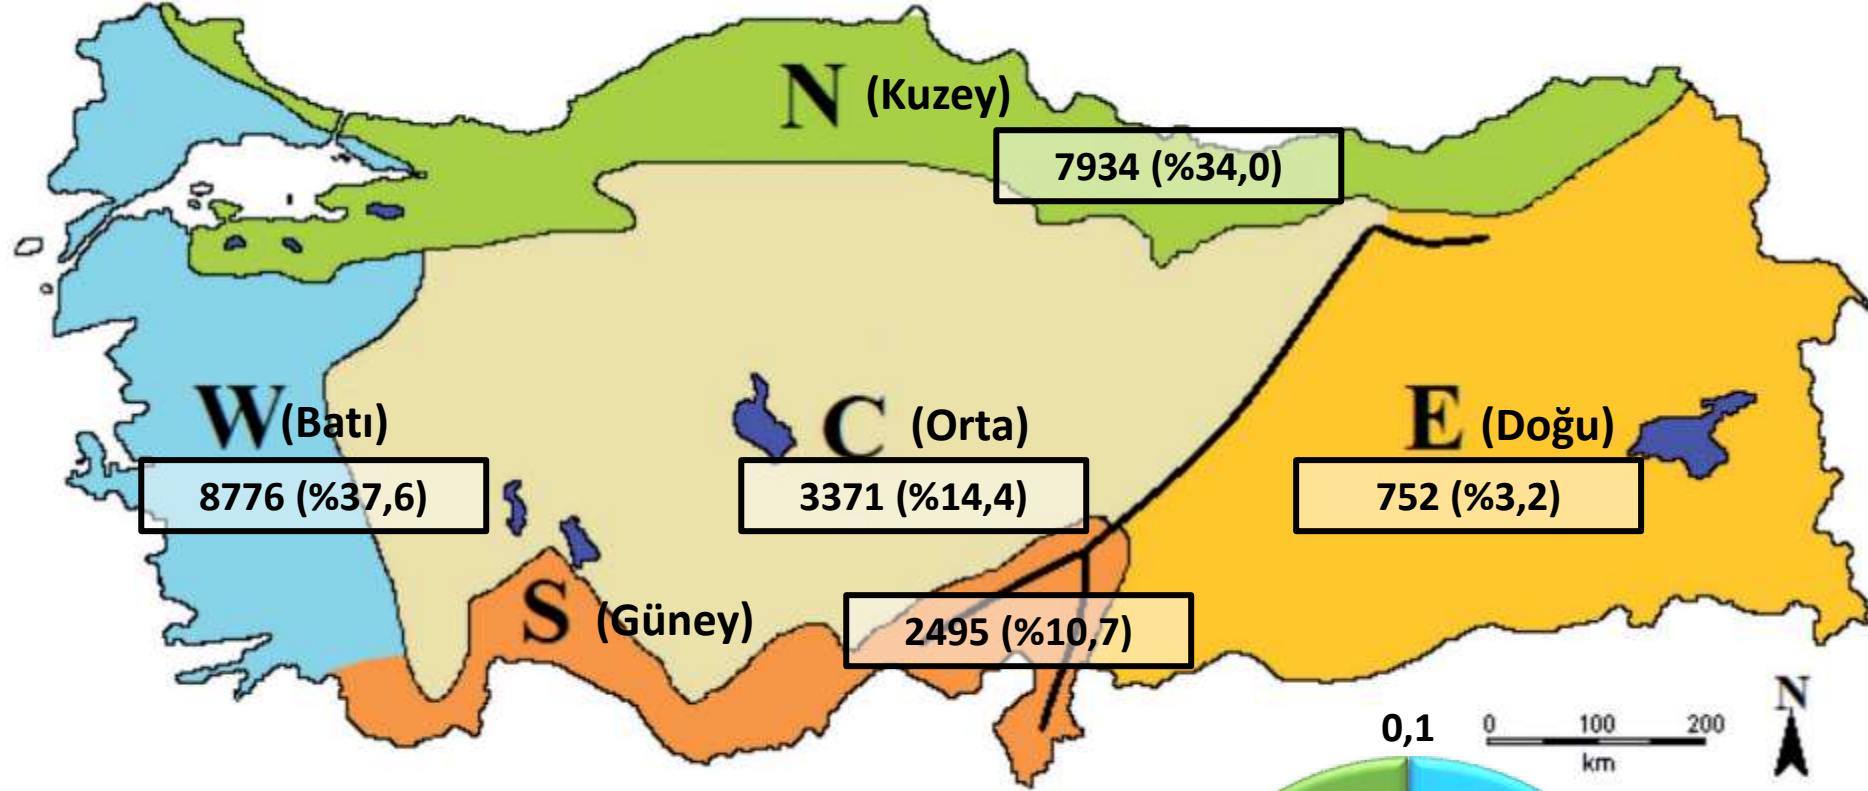 N (Kuzey)
7934 (%34,0)
W (Batı)
8776 (%37,6)
C (Orta)
3371 (%14,4)
E (Doğu)
752 (%3,2)
S (Güney)
2495 (%10,7)
0,1
0 100 200
km
N